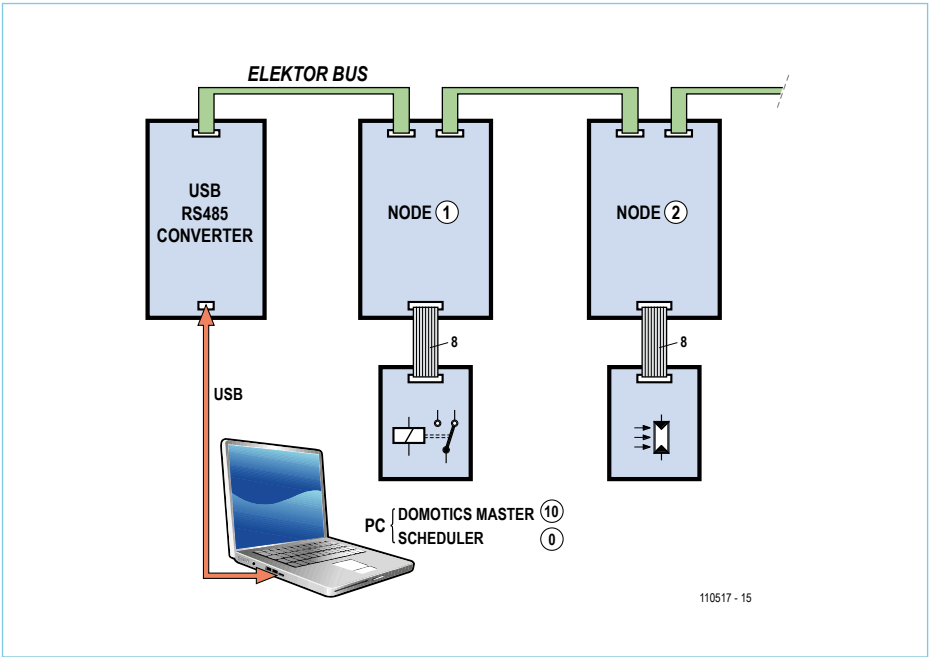 ELEKTOR BUS
USB
RS485
CONVERTER
NODE 1
NODE 2
8
8
USB
PC { DOMOTICS MASTER 10
SCHEDULER 0
110517 - 15